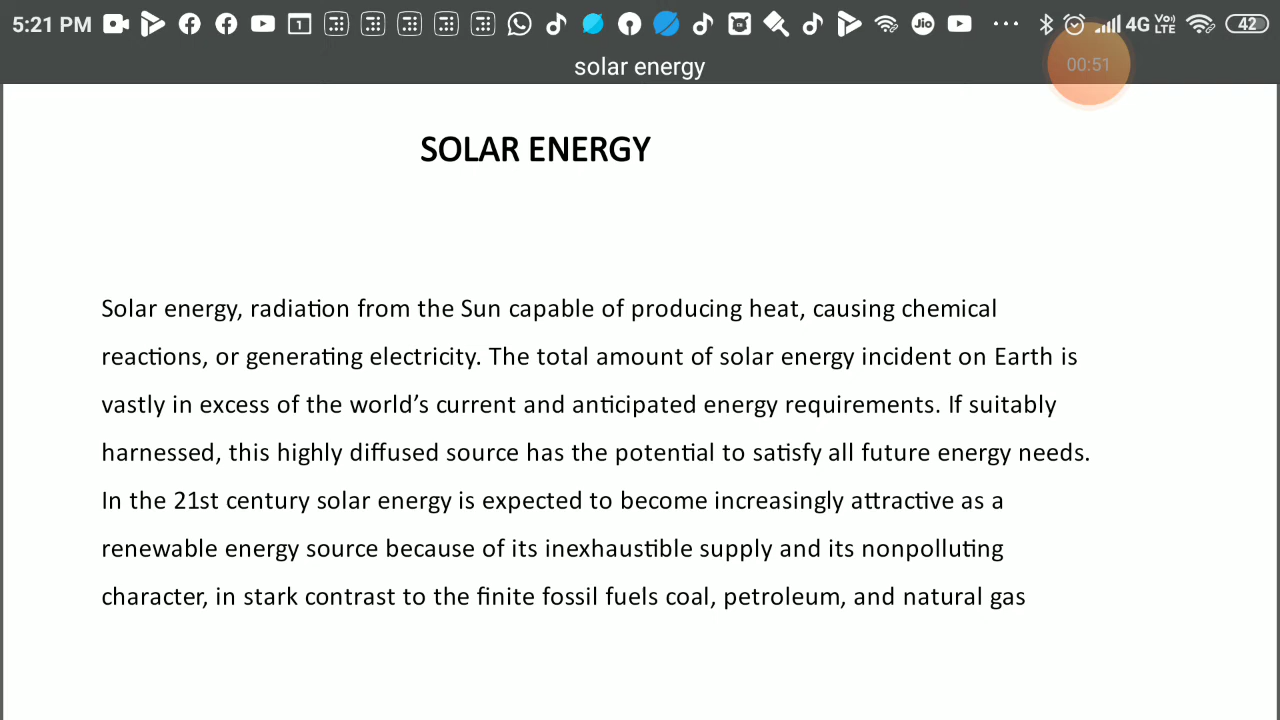 5:21 PM 1 Jio 4G Vo) LTE 42
solar energy
00:51
SOLAR ENERGY
Solar energy, radiation from the Sun capable of producing heat, causing chemical
reactions, or generating electricity. The total amount of solar energy incident on Earth is
vastly in excess of the world’s current and anticipated energy requirements. If suitably
harnessed, this highly diffused source has the potential to satisfy all future energy needs.
In the 21st century solar energy is expected to become increasingly attractive as a
renewable energy source because of its inexhaustible supply and its nonpolluting
character, in stark contrast to the finite fossil fuels coal, petroleum, and natural gas